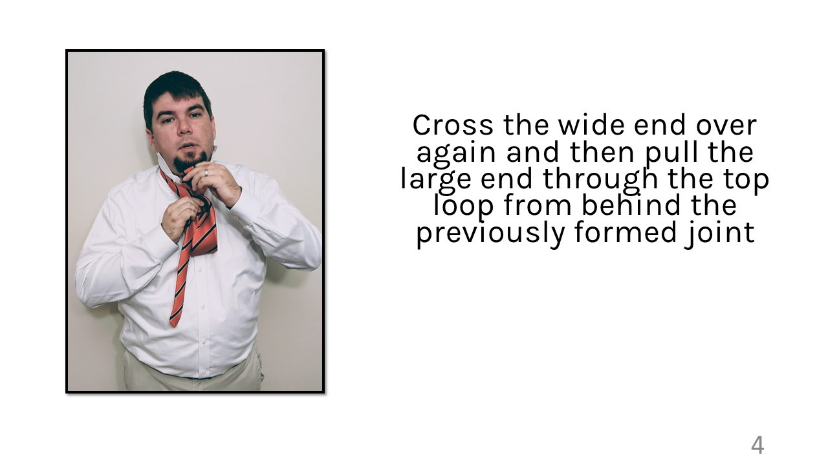 Cross the wide end over
again and then pull the
large end through the top
loop from behind the
previously formed joint
4